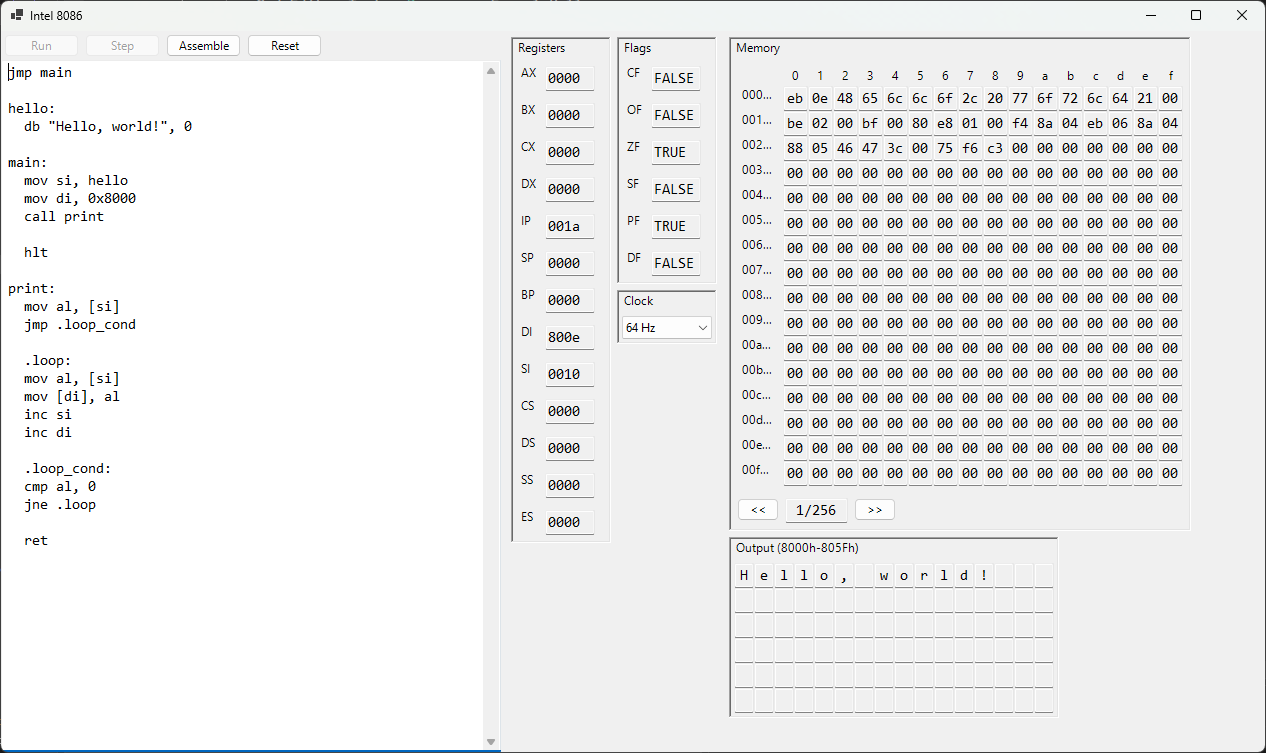 Intel 8086
Run Step Assemble Reset
jmp main

hello:
  db "Hello, world!", 0

main:
  mov si, hello
  mov di, 0x8000
  call print

  hlt

print:
  mov al, [si]
  jmp .loop_cond

  .loop:
  mov al, [si]
  mov [di], al
  inc si
  inc di

  .loop_cond:
  cmp al, 0
  jne .loop

  ret
Registers
AX 0000
BX 0000
CX 0000
DX 0000
IP 001a
SP 0000
BP 0000
DI 800e
SI 0010
CS 0000
DS 0000
SS 0000
ES 0000
Flags
CF FALSE
OF FALSE
ZF TRUE
SF FALSE
PF TRUE
DF FALSE
Clock
64 Hz
Memory
0 1 2 3 4 5 6 7 8 9 a b c d e f
000... eb 0e 48 65 6c 6c 6f 2c 20 77 6f 72 6c 64 21 00
001... be 02 00 bf 00 80 e8 01 00 f4 8a 04 eb 06 8a 04
002... 88 05 46 47 3c 00 75 f6 c3 00 00 00 00 00 00 00
003... 00 00 00 00 00 00 00 00 00 00 00 00 00 00 00 00
004... 00 00 00 00 00 00 00 00 00 00 00 00 00 00 00 00
005... 00 00 00 00 00 00 00 00 00 00 00 00 00 00 00 00
006... 00 00 00 00 00 00 00 00 00 00 00 00 00 00 00 00
007... 00 00 00 00 00 00 00 00 00 00 00 00 00 00 00 00
008... 00 00 00 00 00 00 00 00 00 00 00 00 00 00 00 00
009... 00 00 00 00 00 00 00 00 00 00 00 00 00 00 00 00
00a... 00 00 00 00 00 00 00 00 00 00 00 00 00 00 00 00
00b... 00 00 00 00 00 00 00 00 00 00 00 00 00 00 00 00
00c... 00 00 00 00 00 00 00 00 00 00 00 00 00 00 00 00
00d... 00 00 00 00 00 00 00 00 00 00 00 00 00 00 00 00
00e... 00 00 00 00 00 00 00 00 00 00 00 00 00 00 00 00
00f... 00 00 00 00 00 00 00 00 00 00 00 00 00 00 00 00
<< 1/256 >>
Output (8000h-805Fh)
H e l l o ,   w o r l d !